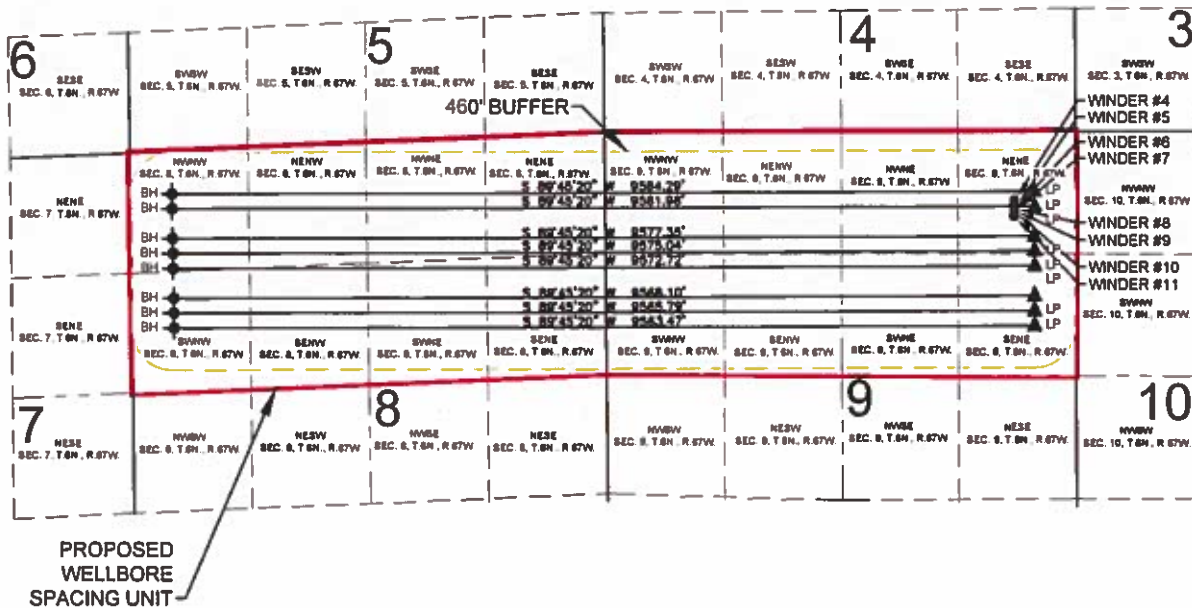 6
5
4
3
SESE
SEC. 6, T.6N., R.67W.
SWSW
SEC. 5, T.6N., R.67W.
SESW
SEC. 5, T.6N., R.67W.
SWSE
SEC. 5, T.6N., R.67W.
SESE
SEC. 5, T.6N., R.67W.
SWSW
SEC. 4, T.6N., R.67W.
SESW
SEC. 4, T.6N., R.67W.
SWSE
SEC. 4, T.6N., R.67W.
SESE
SEC. 4, T.6N., R.67W.
SWSW
SEC. 3, T.6N., R.67W.
460' BUFFER
WINDER #4
WINDER #5
WINDER #6
WINDER #7
NENE
SEC. 7, T.6N., R.67W.
NWNW
SEC. 8, T.6N., R.67W.
NENW
SEC. 8, T.6N., R.67W.
NWNE
SEC. 8, T.6N., R.67W.
NENE
SEC. 8, T.6N., R.67W.
NWNW
SEC. 9, T.6N., R.67W.
NENW
SEC. 9, T.6N., R.67W.
NWNE
SEC. 9, T.6N., R.67W.
NENE
SEC. 9, T.6N., R.67W.
NWNW
SEC. 10, T.6N., R.67W.
BH S 89°45'20" W 9584.29' LP
BH S 89°45'20" W 9581.98' LP
BH S 89°45'20" W 9577.35' LP
BH S 89°45'20" W 9575.04' LP
BH S 89°45'20" W 9572.72' LP
BH S 89°45'20" W 9568.10' LP
BH S 89°45'20" W 9565.79' LP
BH S 89°45'20" W 9563.47' LP
WINDER #8
WINDER #9
WINDER #10
WINDER #11
SENE
SEC. 7, T.6N., R.67W.
SWNW
SEC. 8, T.6N., R.67W.
SENW
SEC. 8, T.6N., R.67W.
SWNE
SEC. 8, T.6N., R.67W.
SENE
SEC. 8, T.6N., R.67W.
SWNW
SEC. 9, T.6N., R.67W.
SENW
SEC. 9, T.6N., R.67W.
SWNE
SEC. 9, T.6N., R.67W.
SENE
SEC. 9, T.6N., R.67W.
SWNW
SEC. 10, T.6N., R.67W.
7
8
9
10
NESE
SEC. 7, T.6N., R.67W.
NWSW
SEC. 8, T.6N., R.67W.
NESW
SEC. 8, T.6N., R.67W.
NWSE
SEC. 8, T.6N., R.67W.
NESE
SEC. 8, T.6N., R.67W.
NWSW
SEC. 9, T.6N., R.67W.
NESW
SEC. 9, T.6N., R.67W.
NWSE
SEC. 9, T.6N., R.67W.
NESE
SEC. 9, T.6N., R.67W.
NWSW
SEC. 10, T.6N., R.67W.
PROPOSED
WELLBORE
SPACING UNIT